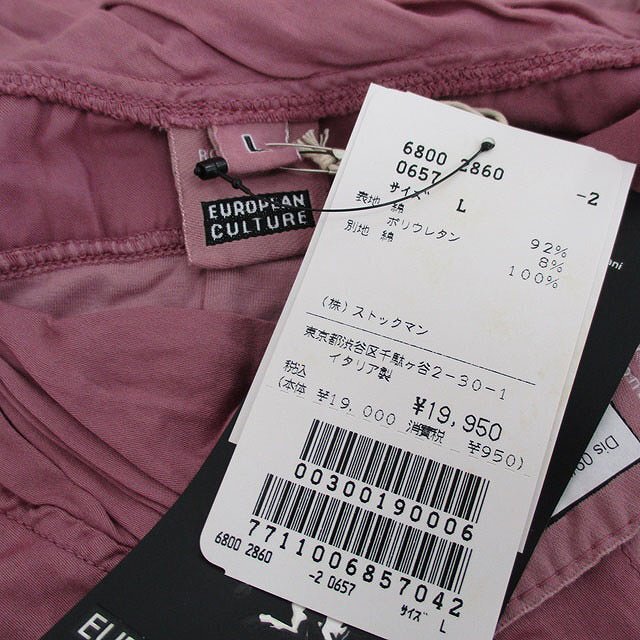 L
EUROPEAN
CULTURE
6800 2860
0657 -2
サイズ L
表地 綿 92%
ポリウレタン 8%
別地 綿 100%
(株) ストックマン
東京都渋谷区千駄ヶ谷2-30-1
イタリア製
税込 ¥19,950
(本体 ¥19,000 消費税 ¥950)
00300190006
7711006857042
6800 2860
-2 0657
サイズ L
Dis 09